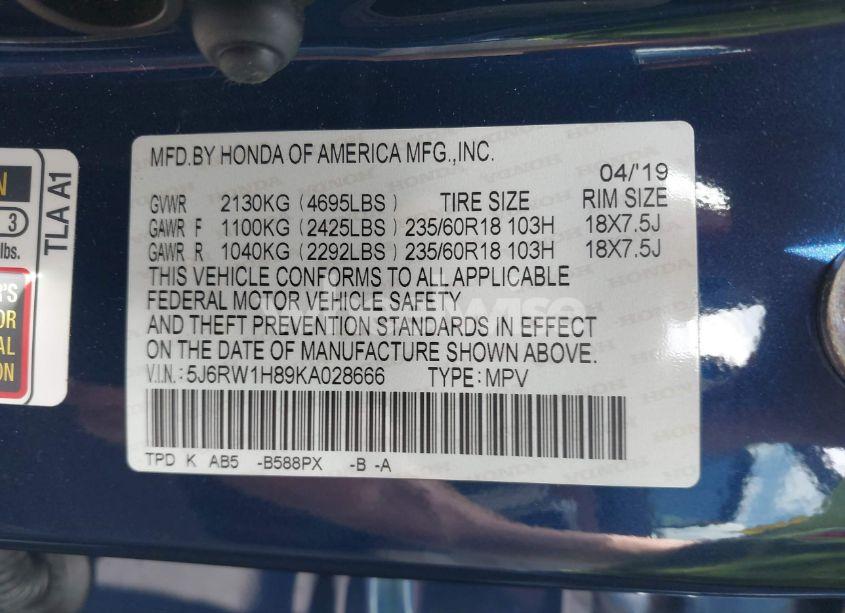 MFD.BY HONDA OF AMERICA MFG.,INC.
04/'19
GVWR 2130KG (4695LBS) TIRE SIZE RIM SIZE
GAWR F 1100KG (2425LBS) 235/60R18 103H 18X7.5J
GAWR R 1040KG (2292LBS) 235/60R18 103H 18X7.5J
THIS VEHICLE CONFORMS TO ALL APPLICABLE
FEDERAL MOTOR VEHICLE SAFETY
AND THEFT PREVENTION STANDARDS IN EFFECT
ON THE DATE OF MANUFACTURE SHOWN ABOVE.
V.I.N.:5J6RW1H89KA028666 TYPE:MPV
TPD K AB5 -B588PX -B -A
TLA A1
3
lbs.